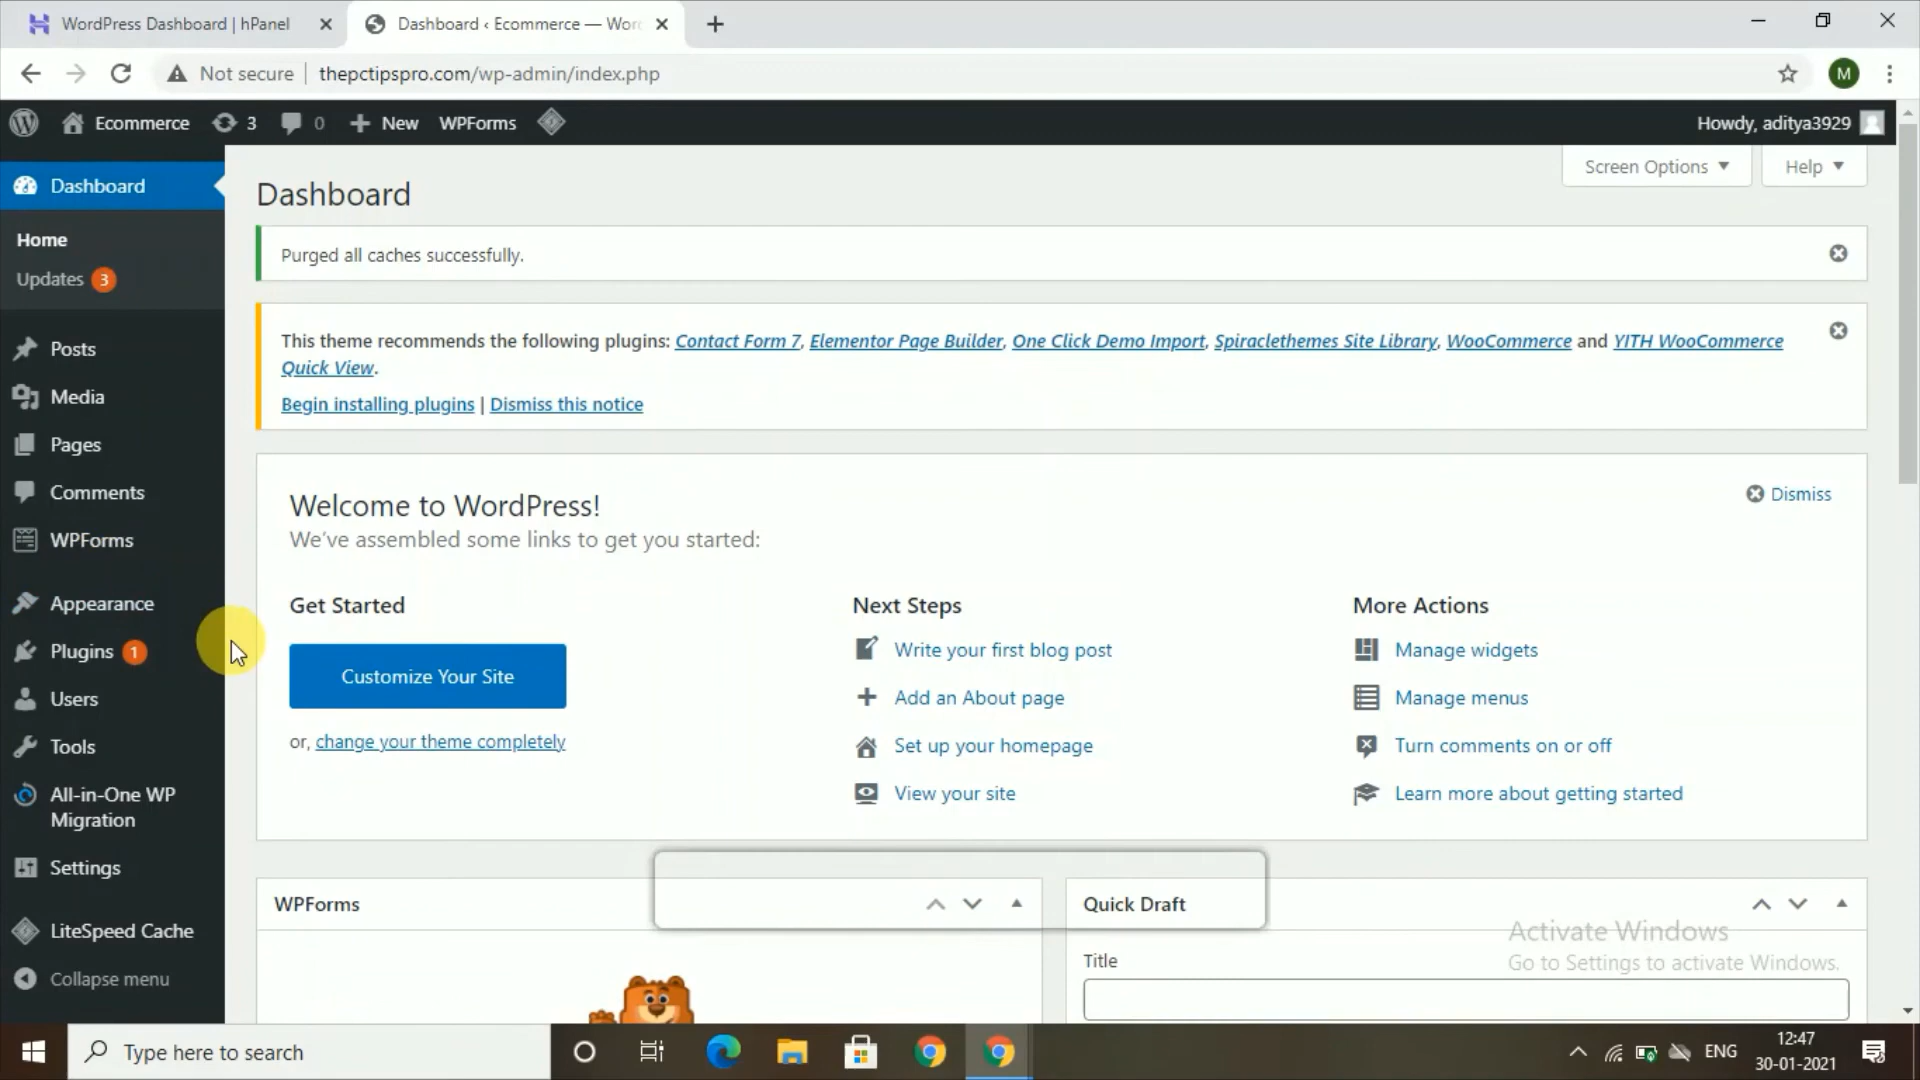 WordPress Dashboard | hPanel
Dashboard ‹ Ecommerce — Wor
Not secure
thepctipspro.com/wp-admin/index.php
M
Ecommerce
3
0
New
WPForms
Howdy, aditya3929
Dashboard
Home
Updates 3
Posts
Media
Pages
Comments
WPForms
Appearance
Plugins 1
Users
Tools
All-in-One WP
Migration
Settings
LiteSpeed Cache
Collapse menu
Screen Options
Help
Dashboard
Purged all caches successfully.
This theme recommends the following plugins: Contact Form 7, Elementor Page Builder, One Click Demo Import, Spiraclethemes Site Library, WooCommerce and YITH WooCommerce
Quick View.
Begin installing plugins | Dismiss this notice
Welcome to WordPress!
Dismiss
We've assembled some links to get you started:
Get Started
Customize Your Site
or, change your theme completely
Next Steps
Write your first blog post
Add an About page
Set up your homepage
View your site
More Actions
Manage widgets
Manage menus
Turn comments on or off
Learn more about getting started
WPForms
Quick Draft
Title
Activate Windows
Go to Settings to activate Windows.
Type here to search
ENG
12:47
30-01-2021